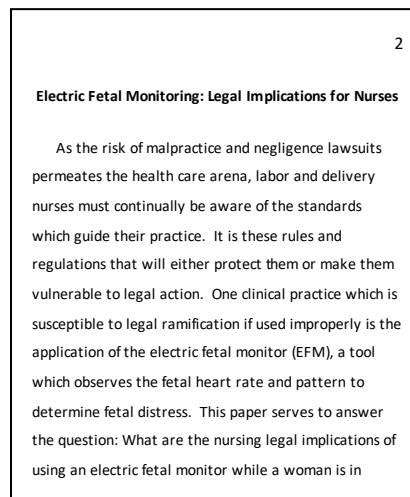 2
Electric Fetal Monitoring: Legal Implications for Nurses
As the risk of malpractice and negligence lawsuits
permeates the health care arena, labor and delivery
nurses must continually be aware of the standards
which guide their practice.  It is these rules and
regulations that will either protect them or make them
vulnerable to legal action.  One clinical practice which is
susceptible to legal ramification if used improperly is the
application of the electric fetal monitor (EFM), a tool
which observes the fetal heart rate and pattern to
determine fetal distress.  This paper serves to answer
the question: What are the nursing legal implications of
using an electric fetal monitor while a woman is in